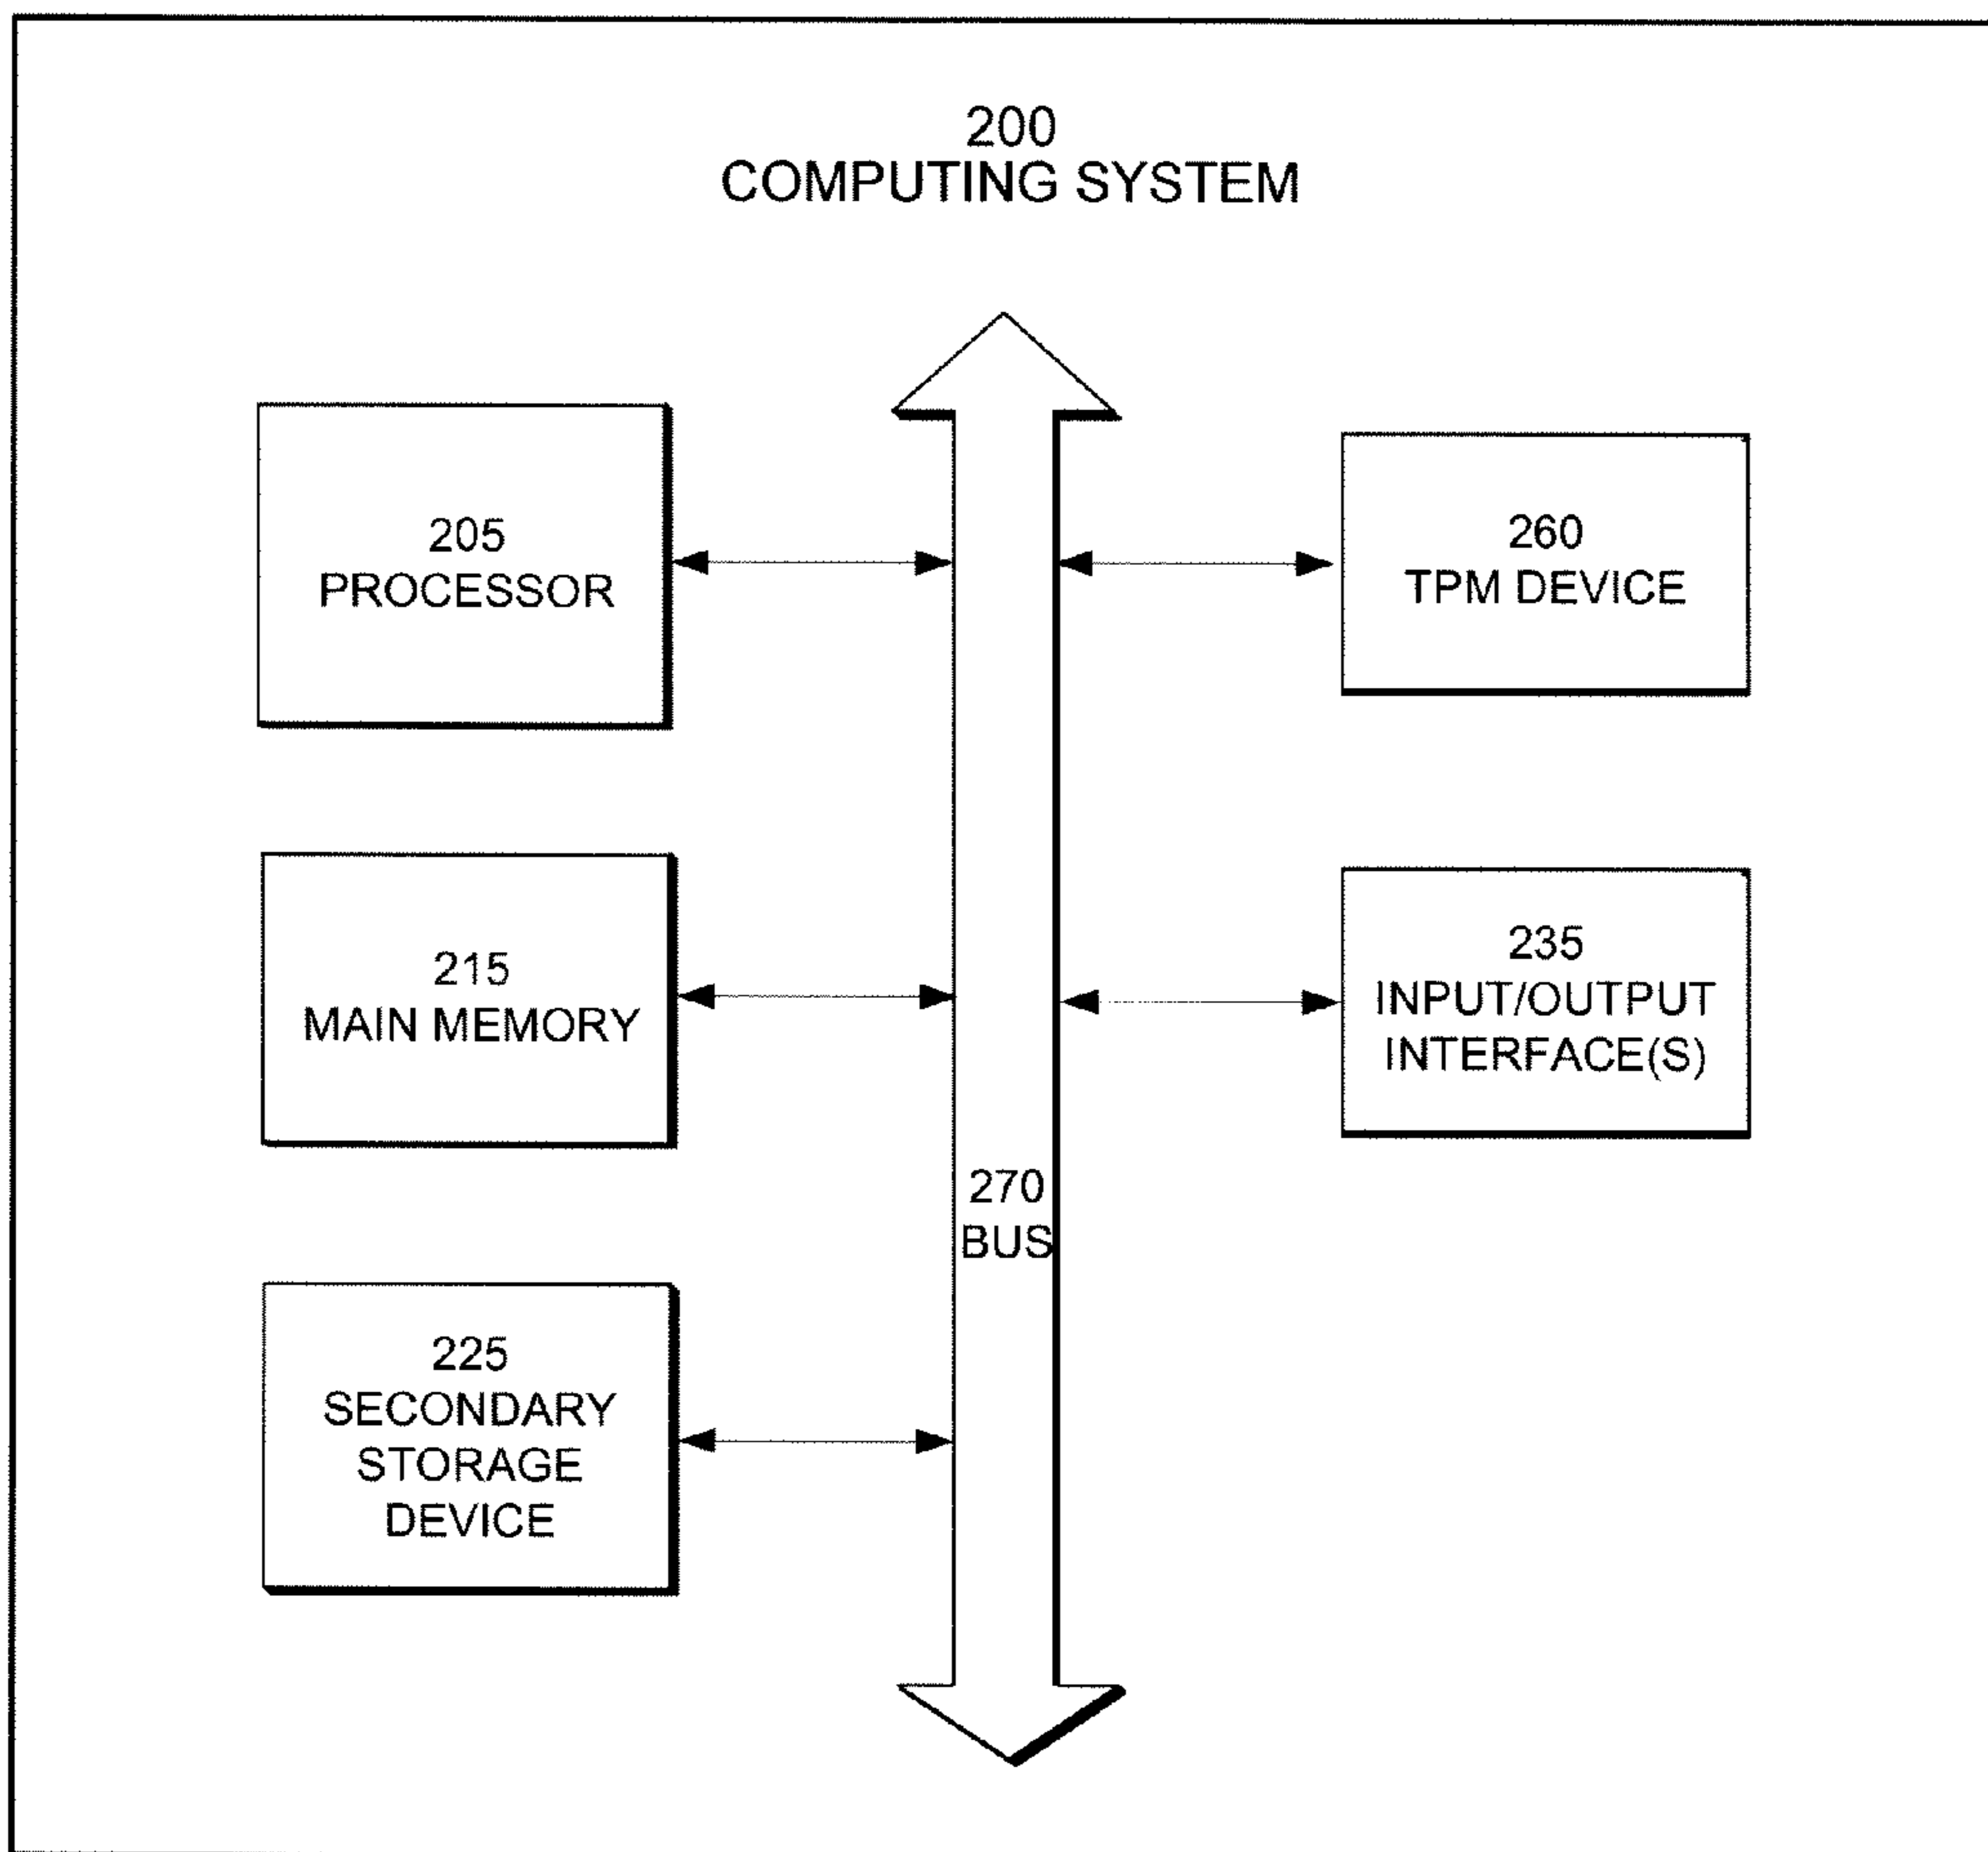 200
COMPUTING SYSTEM
205
PROCESSOR
260
TPM DEVICE
215
MAIN MEMORY
235
INPUT/OUTPUT
INTERFACE(S)
270
BUS
225
SECONDARY
STORAGE
DEVICE